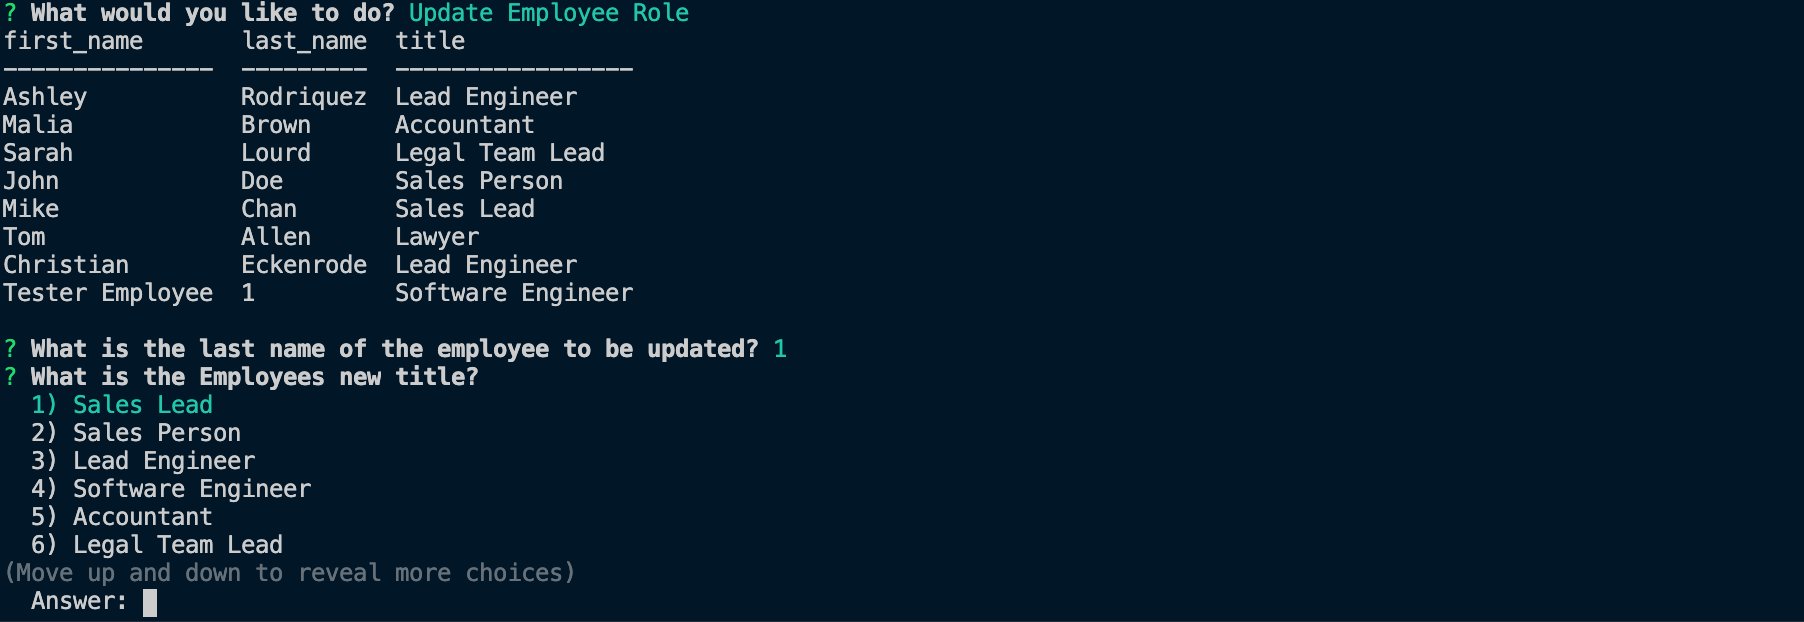 ? What would you like to do? Update Employee Role
first_name       last_name  title
---------------  ---------  -----------------
Ashley           Rodriquez  Lead Engineer
Malia            Brown      Accountant
Sarah            Lourd      Legal Team Lead
John             Doe        Sales Person
Mike             Chan       Sales Lead
Tom              Allen      Lawyer
Christian        Eckenrode  Lead Engineer
Tester Employee  1          Software Engineer

? What is the last name of the employee to be updated? 1
? What is the Employees new title?
  1) Sales Lead
  2) Sales Person
  3) Lead Engineer
  4) Software Engineer
  5) Accountant
  6) Legal Team Lead
(Move up and down to reveal more choices)
  Answer: